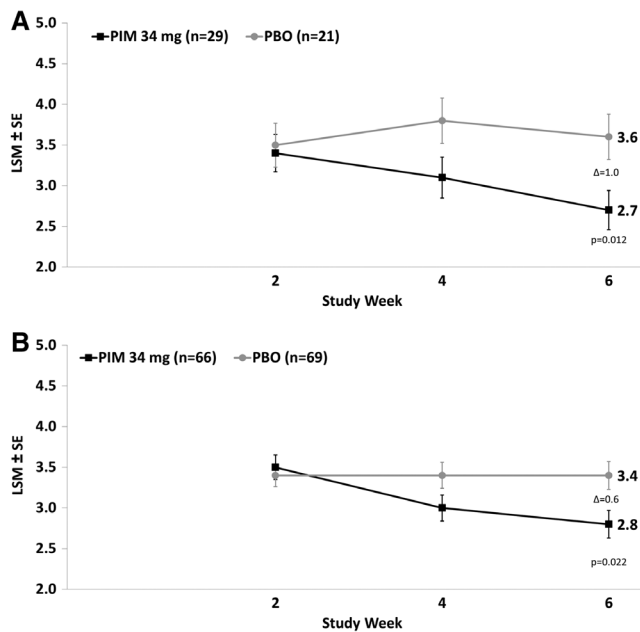 A
PIM 34 mg (n=29) PBO (n=21)
5.0
4.5
4.0
3.5
3.0
2.5
2.0
LSM ± SE
3.6
Δ=1.0
2.7
p=0.012
2 4 6
Study Week
B
PIM 34 mg (n=66) PBO (n=69)
5.0
4.5
4.0
3.5
3.0
2.5
2.0
LSM ± SE
3.4
Δ=0.6
2.8
p=0.022
2 4 6
Study Week